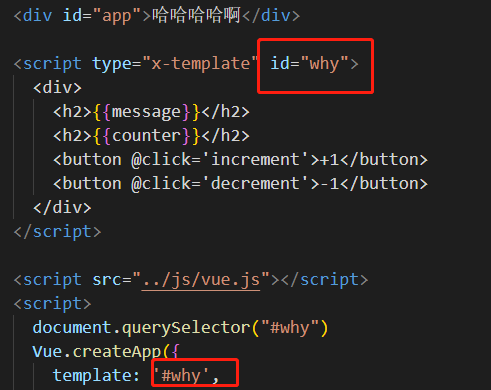 <div id="app">哈哈哈哈啊</div>
<script type="x-template" id="why">
<div>
<h2>{{message}}</h2>
<h2>{{counter}}</h2>
<button @click='increment'>+1</button>
<button @click='decrement'>-1</button>
</div>
</script>
<script src="../js/vue.js"></script>
<script>
document.querySelector("#why")
Vue.createApp({
template: '#why',